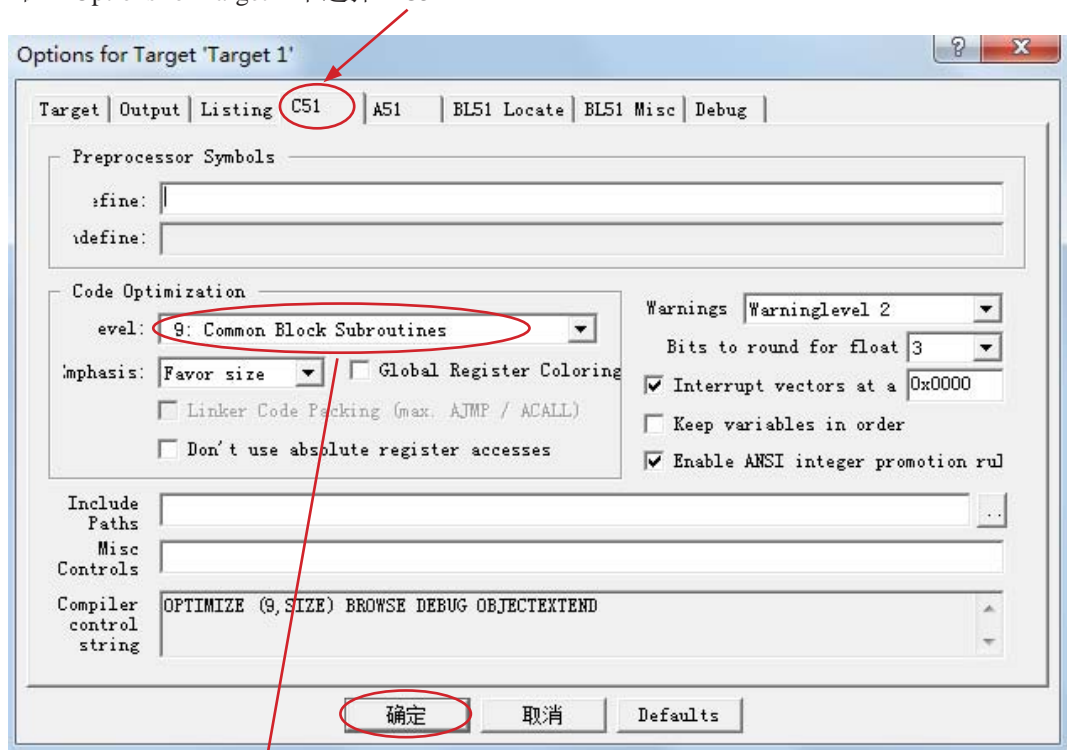 Options for Target 'Target 1'
Target Output Listing C51 A51 BL51 Locate BL51 Misc Debug
Preprocessor Symbols
efine:
ndefine:
Code Optimization
evel: 9: Common Block Subroutines
Emphasis: Favor size Global Register Coloring
Linker Code Packing (max. AJMP / ACALL)
Don't use absolute register accesses
Warnings Warninglevel 2
Bits to round for float 3
Interrupt vectors at a 0x0000
Keep variables in order
Enable ANSI integer promotion rul
Include Paths
..
Misc Controls
Compiler control string
OPTIMIZE (9,SIZE) BROWSE DEBUG OBJECTEXTEND
确定 取消 Defaults